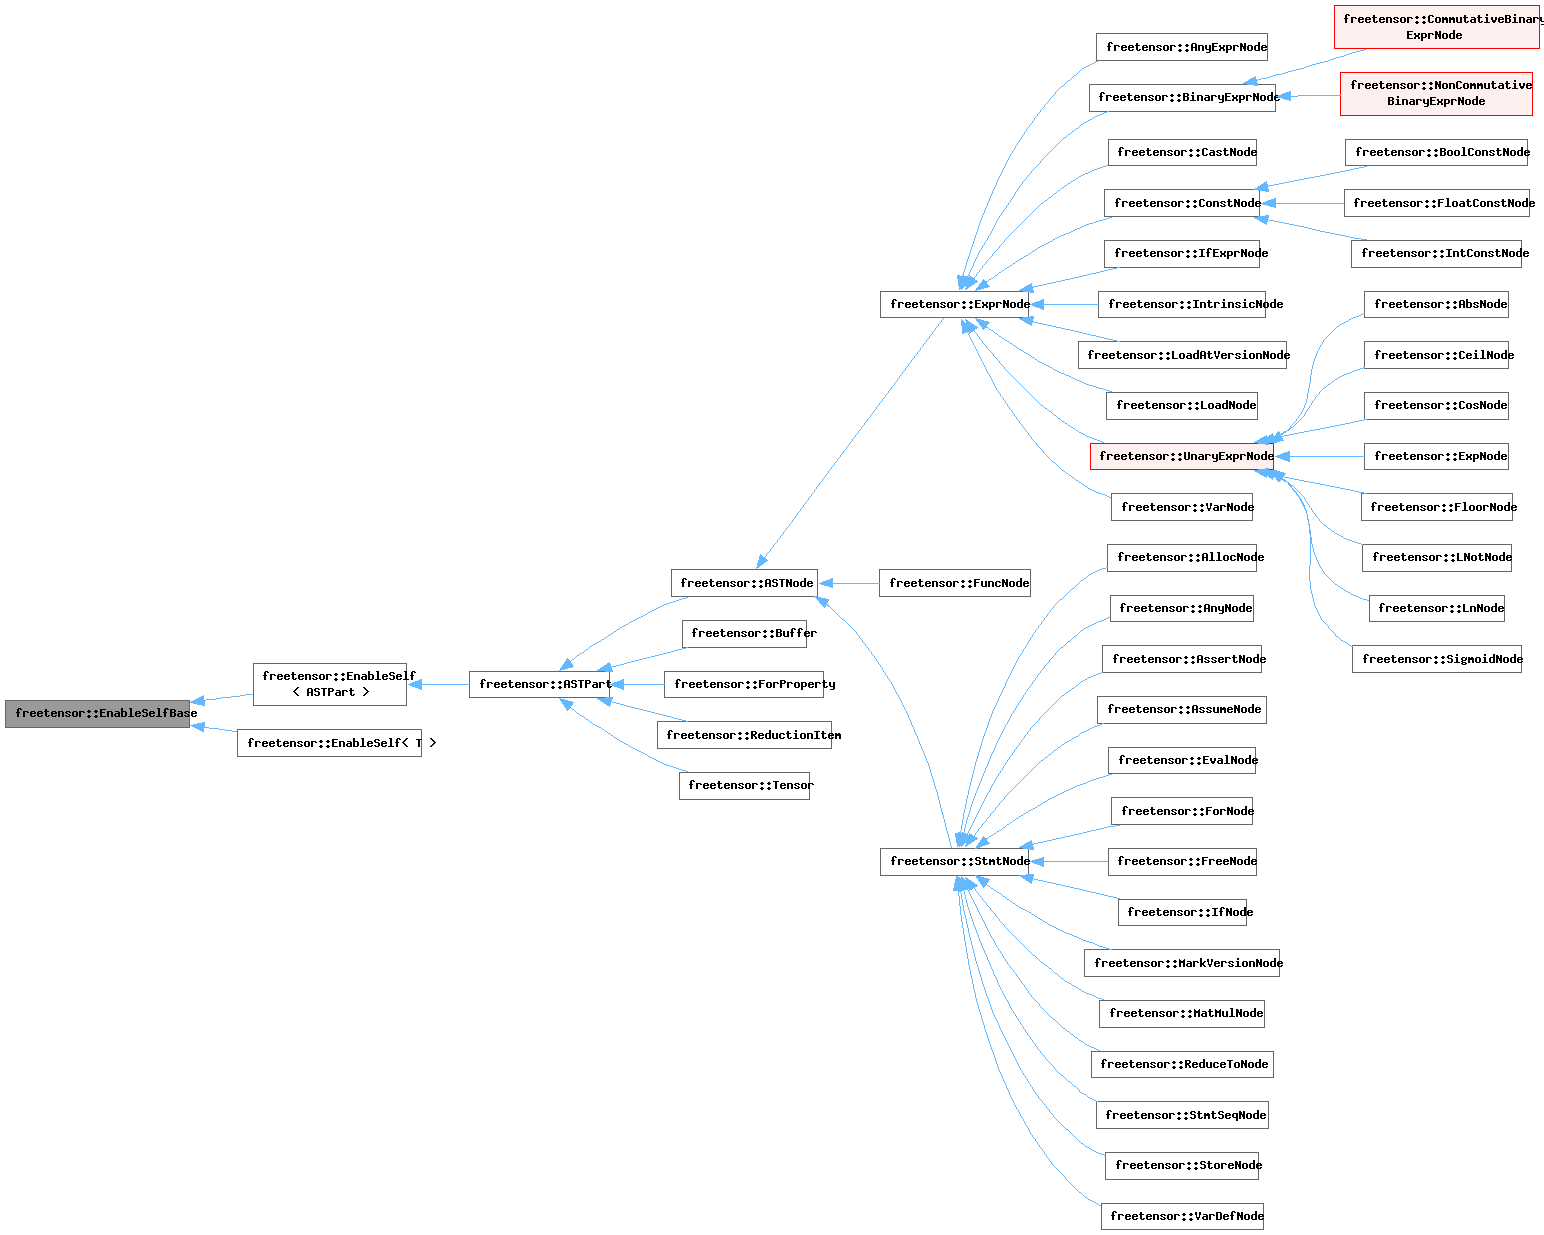 freetensor::EnableSelfBase
freetensor::EnableSelf
< ASTPart >
freetensor::EnableSelf< T >
freetensor::ASTPart
freetensor::ASTNode
freetensor::Buffer
freetensor::ForProperty
freetensor::ReductionItem
freetensor::Tensor
freetensor::ExprNode
freetensor::FuncNode
freetensor::StmtNode
freetensor::AnyExprNode
freetensor::BinaryExprNode
freetensor::CastNode
freetensor::ConstNode
freetensor::IfExprNode
freetensor::IntrinsicNode
freetensor::LoadAtVersionNode
freetensor::LoadNode
freetensor::UnaryExprNode
freetensor::VarNode
freetensor::AllocNode
freetensor::AnyNode
freetensor::AssertNode
freetensor::AssumeNode
freetensor::EvalNode
freetensor::ForNode
freetensor::FreeNode
freetensor::IfNode
freetensor::MarkVersionNode
freetensor::MatMulNode
freetensor::ReduceToNode
freetensor::StmtSeqNode
freetensor::StoreNode
freetensor::VarDefNode
freetensor::CommutativeBinary
ExprNode
freetensor::NonCommutative
BinaryExprNode
freetensor::BoolConstNode
freetensor::FloatConstNode
freetensor::IntConstNode
freetensor::AbsNode
freetensor::CeilNode
freetensor::CosNode
freetensor::ExpNode
freetensor::FloorNode
freetensor::LNotNode
freetensor::LnNode
freetensor::SigmoidNode